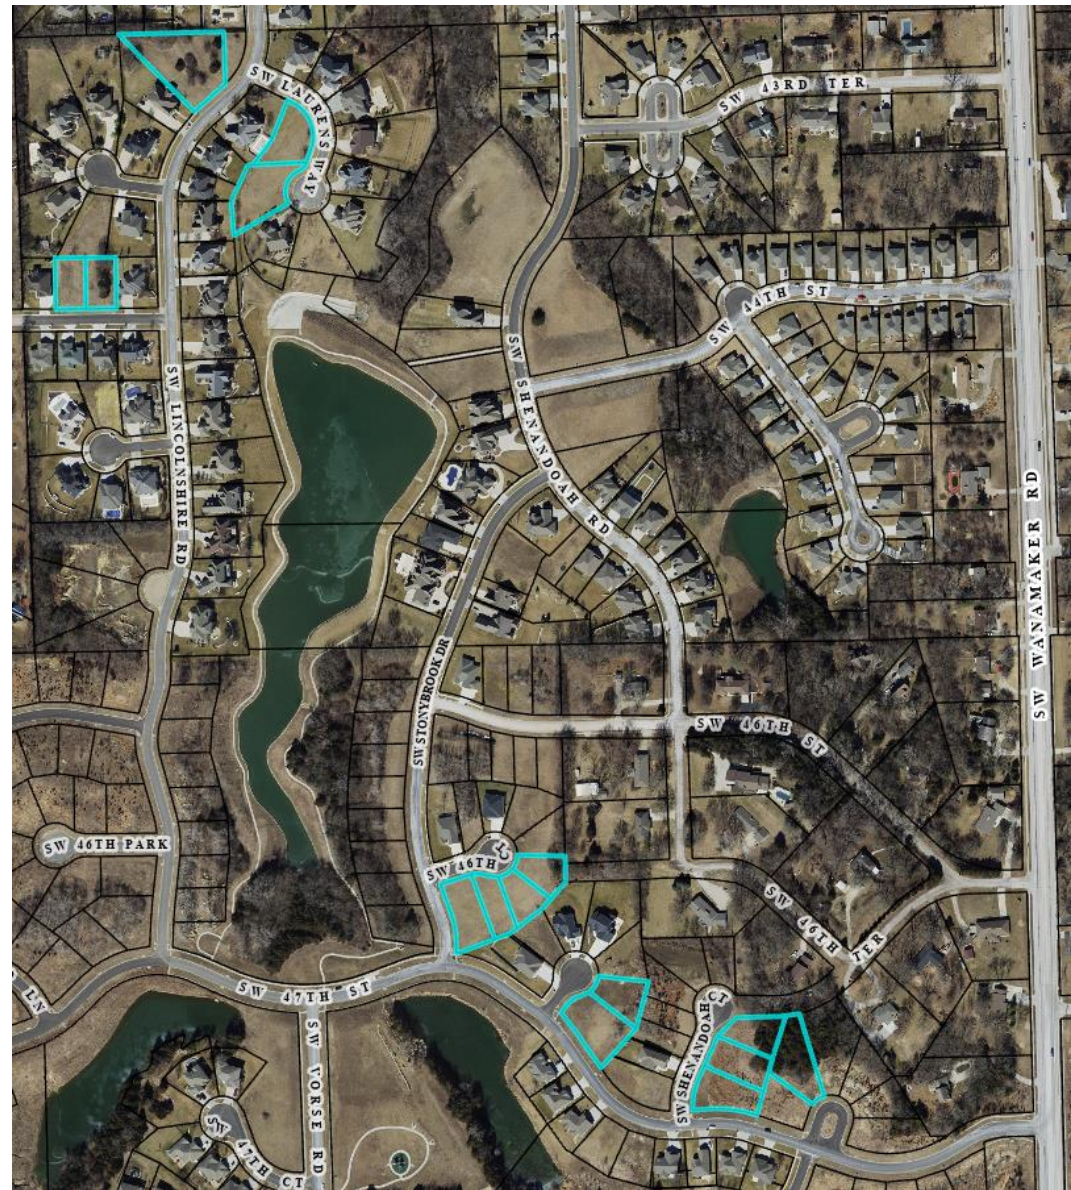 SW LAURENS WAY
SW 43RD TER
SW 44TH ST
SW SHENANDOAH RD
SW LINCOLNSHIRE RD
SW WANAMAKER RD
SW STONYBROOK DR
SW 46TH ST
SW 46TH PARK
SW 46TH CT
SW 46TH TER
SW 47TH ST
LN
SW SHENANDOAH CT
SW VORSE RD
SW 47TH CT